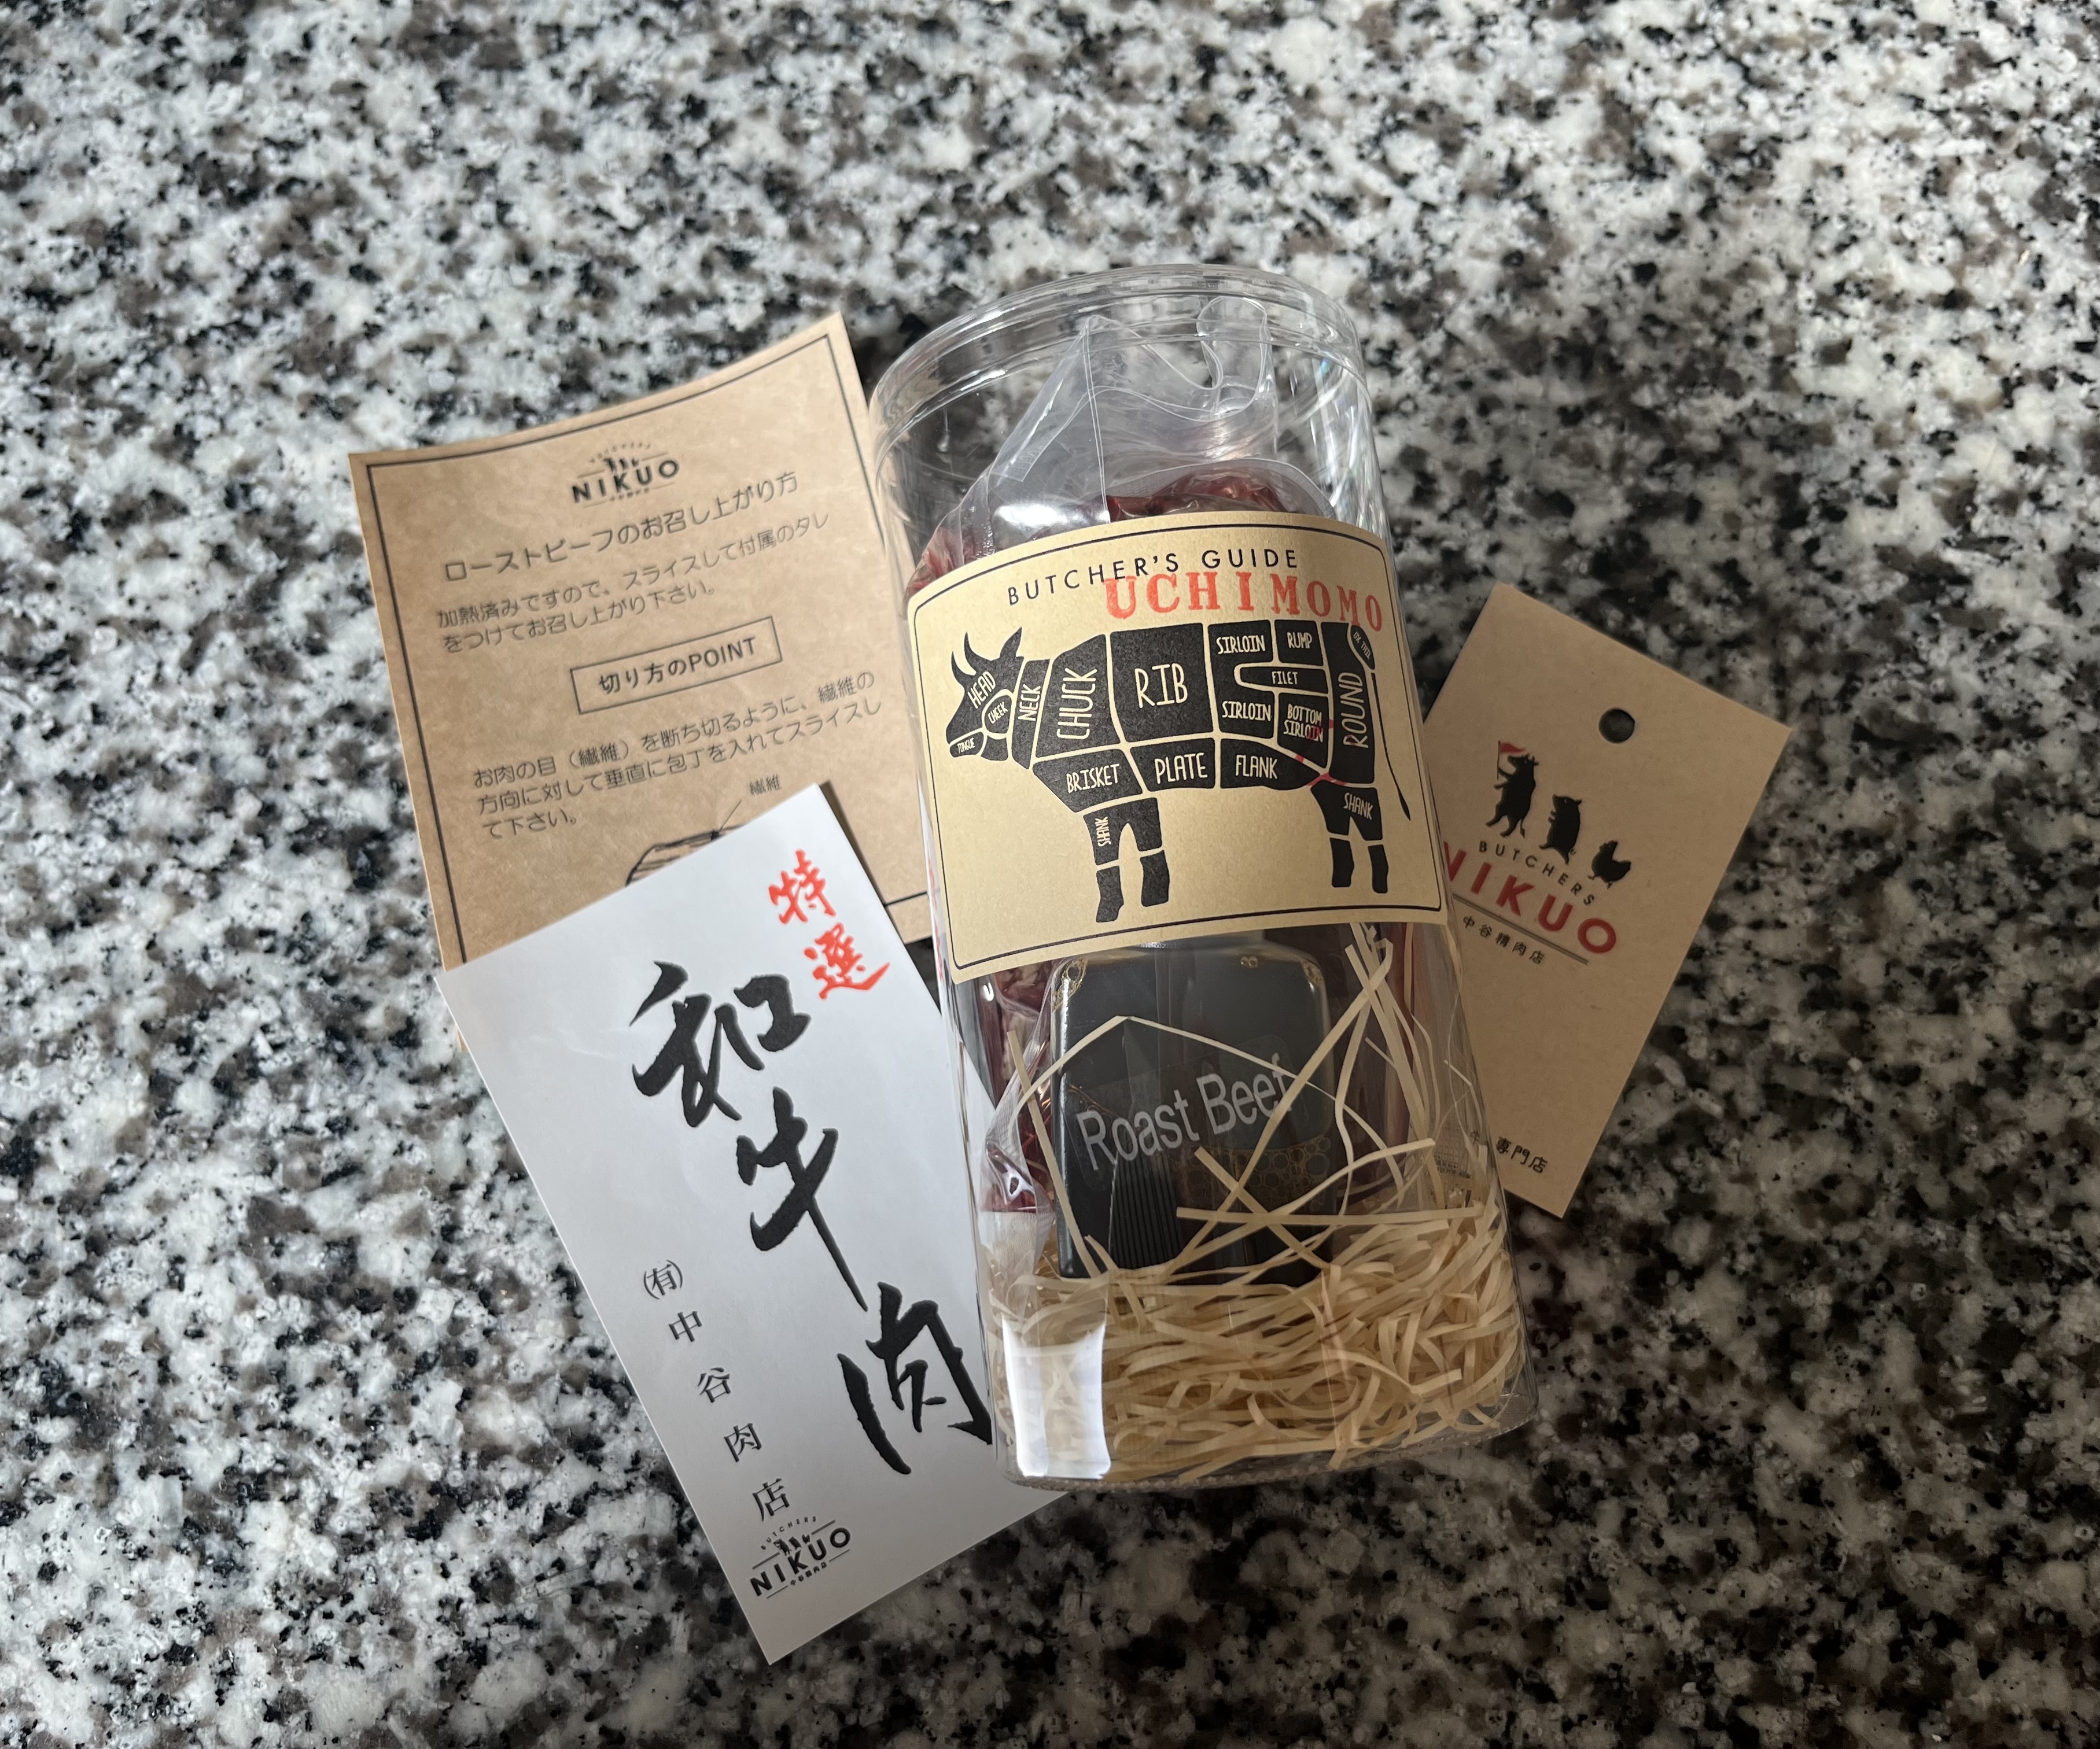 BUTCHERS
NIKUO
ローストビーフのお召し上がり方
加熱済みですので、スライスして付属のタレ
をつけてお召し上がり下さい。
切り方のPOINT
お肉の目（繊維）を断ち切るように、繊維の
方向に対して垂直に包丁を入れてスライスし
て下さい。
繊維
特選
和牛肉
㈲中谷肉店
BUTCHERS
NIKUO
中谷精肉店
BUTCHER'S GUIDE
UCHIMOMO
HEAD
CHEEK
TONGUE
NECK
CHUCK
RIB
SIRLOIN
RUMP
FILET
SIRLOIN
BOTTOM
SIRLOIN
ROUND
OX TAIL
BRISKET
PLATE
FLANK
SHANK
SHANK
Roast Beef
BUTCHERS
NIKUO
中谷精肉店
専門店